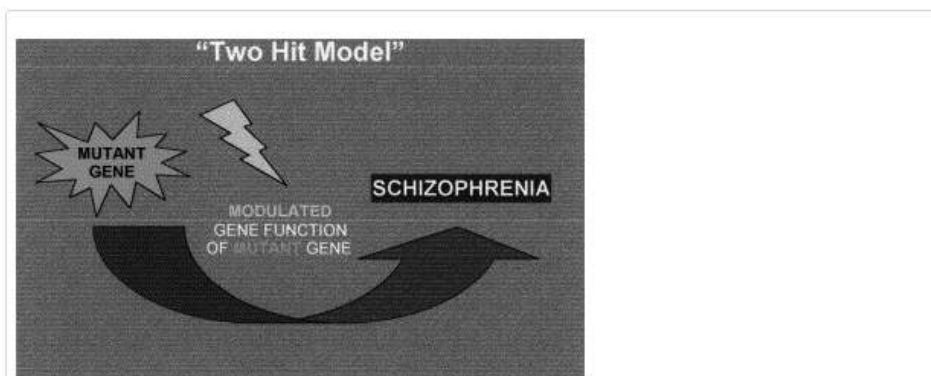 “Two Hit Model”
MUTANT
GENE
SCHIZOPHRENIA
MODULATED
GENE FUNCTION
OF MUTANT GENE